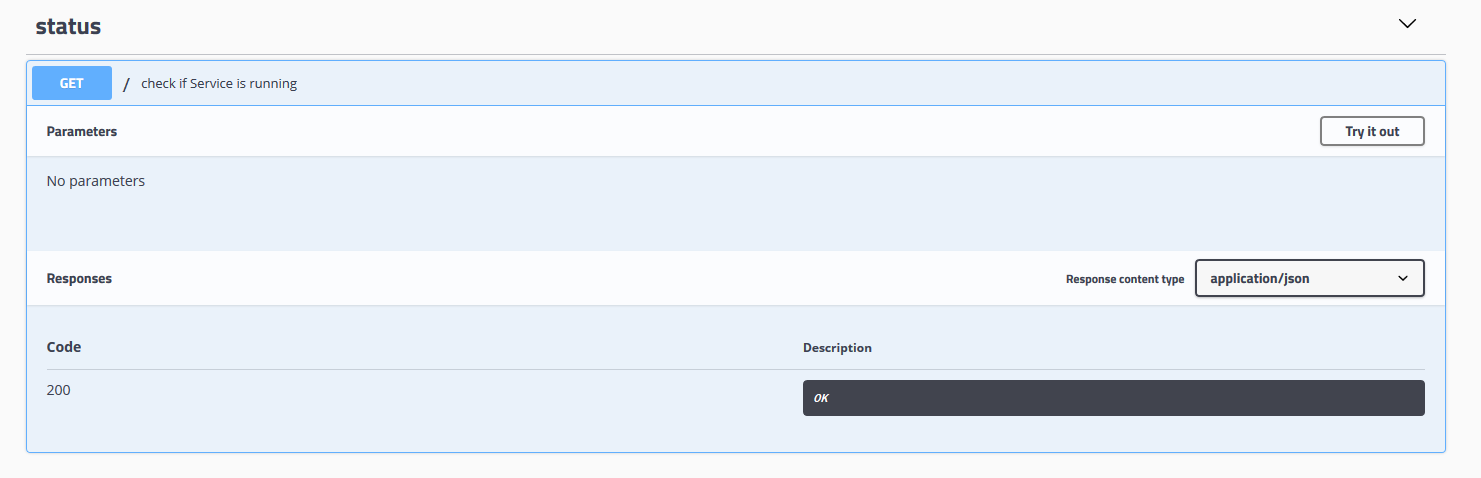 status
GET / check if Service is running
Parameters Try it out
No parameters
Responses Response content type application/json
Code Description
200 OK